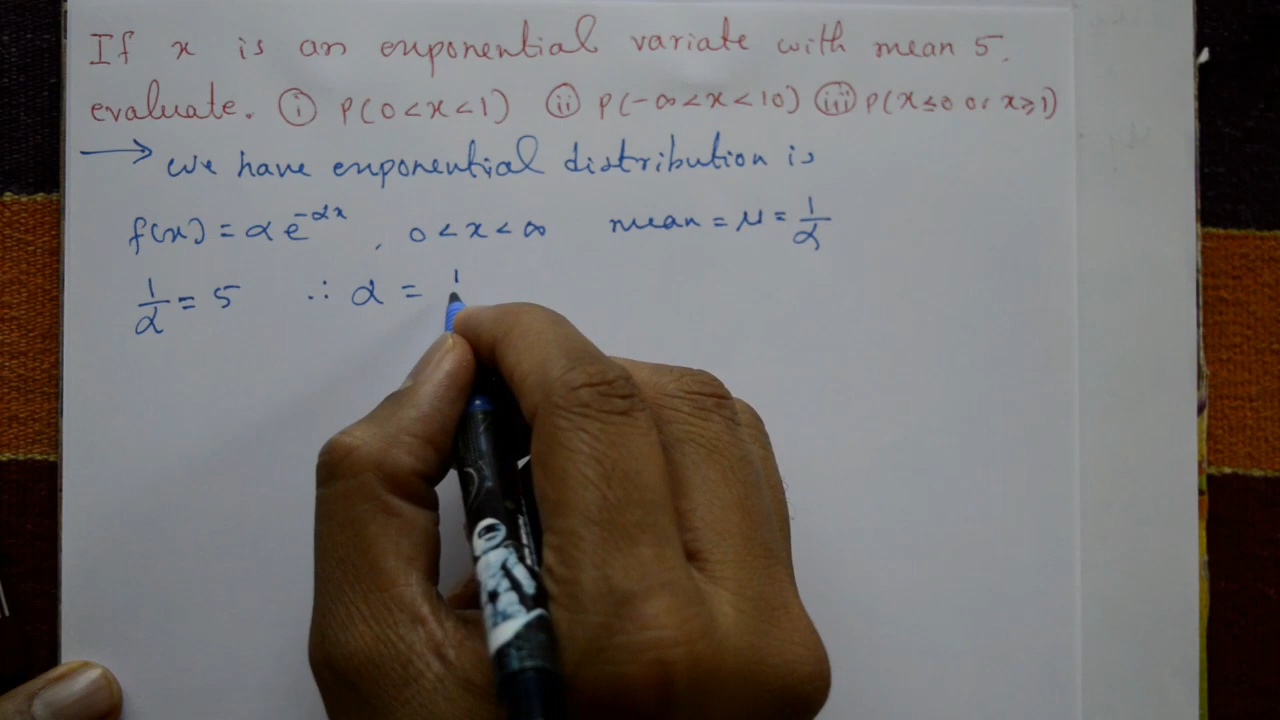 If x is an exponential variate with mean 5.
evaluate. (i) P(0<x<1) (ii) P(-∞<x<10) (iii) P(x≤0 or x≥1)
→ we have exponential distribution is
f(x) = α e^{-αx} , 0<x<∞ mean = μ = 1/α
1/α = 5 ∴ α = 1